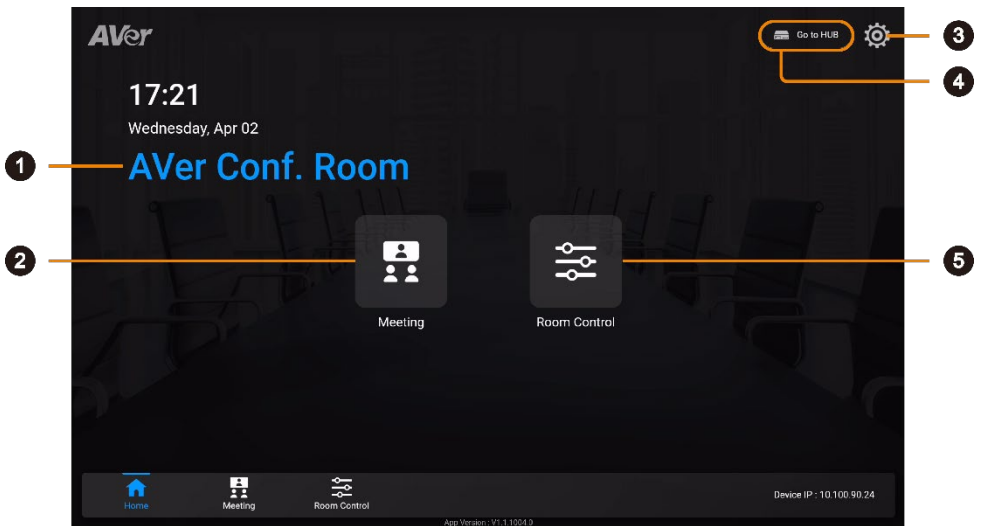 AVer
Go to HUB
3
4
17:21
Wednesday, Apr 02
1
AVer Conf. Room
2
5
Meeting
Room Control
Home
Meeting
Room Control
Device IP : 10.100.90.24
App Version : V1.1.1004.0